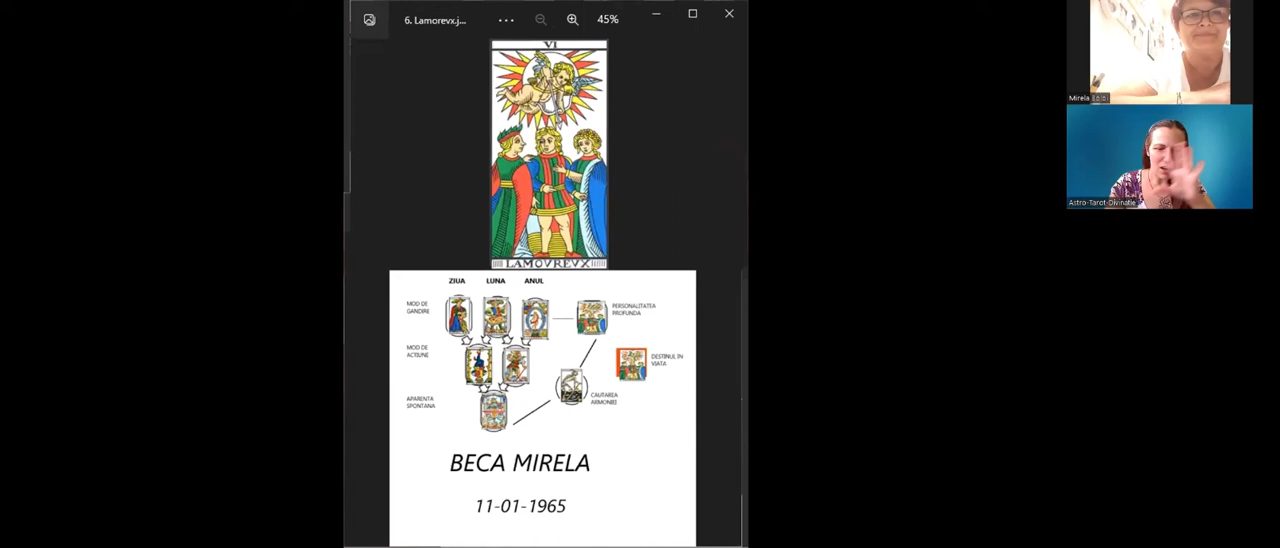 6. Lamorevx.j...
45%
VI
LAMOVREVX
ZIUA LUNA ANUL
MOD DE
GANDIRE
PERSONALITATEA
PROFUNDA
MOD DE
ACTIUNE
DESTINUL IN
VIATA
APARENTA
SPONTANA
CAUTAREA
ARMONIEI
BECA MIRELA
11-01-1965
Mirela
Astro-Tarot-Divinatie